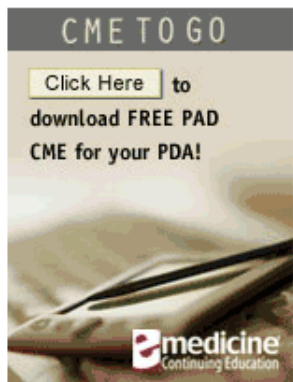 CME TO GO
Click Here to
download FREE PAD
CME for your PDA!
emedicine
Continuing Education